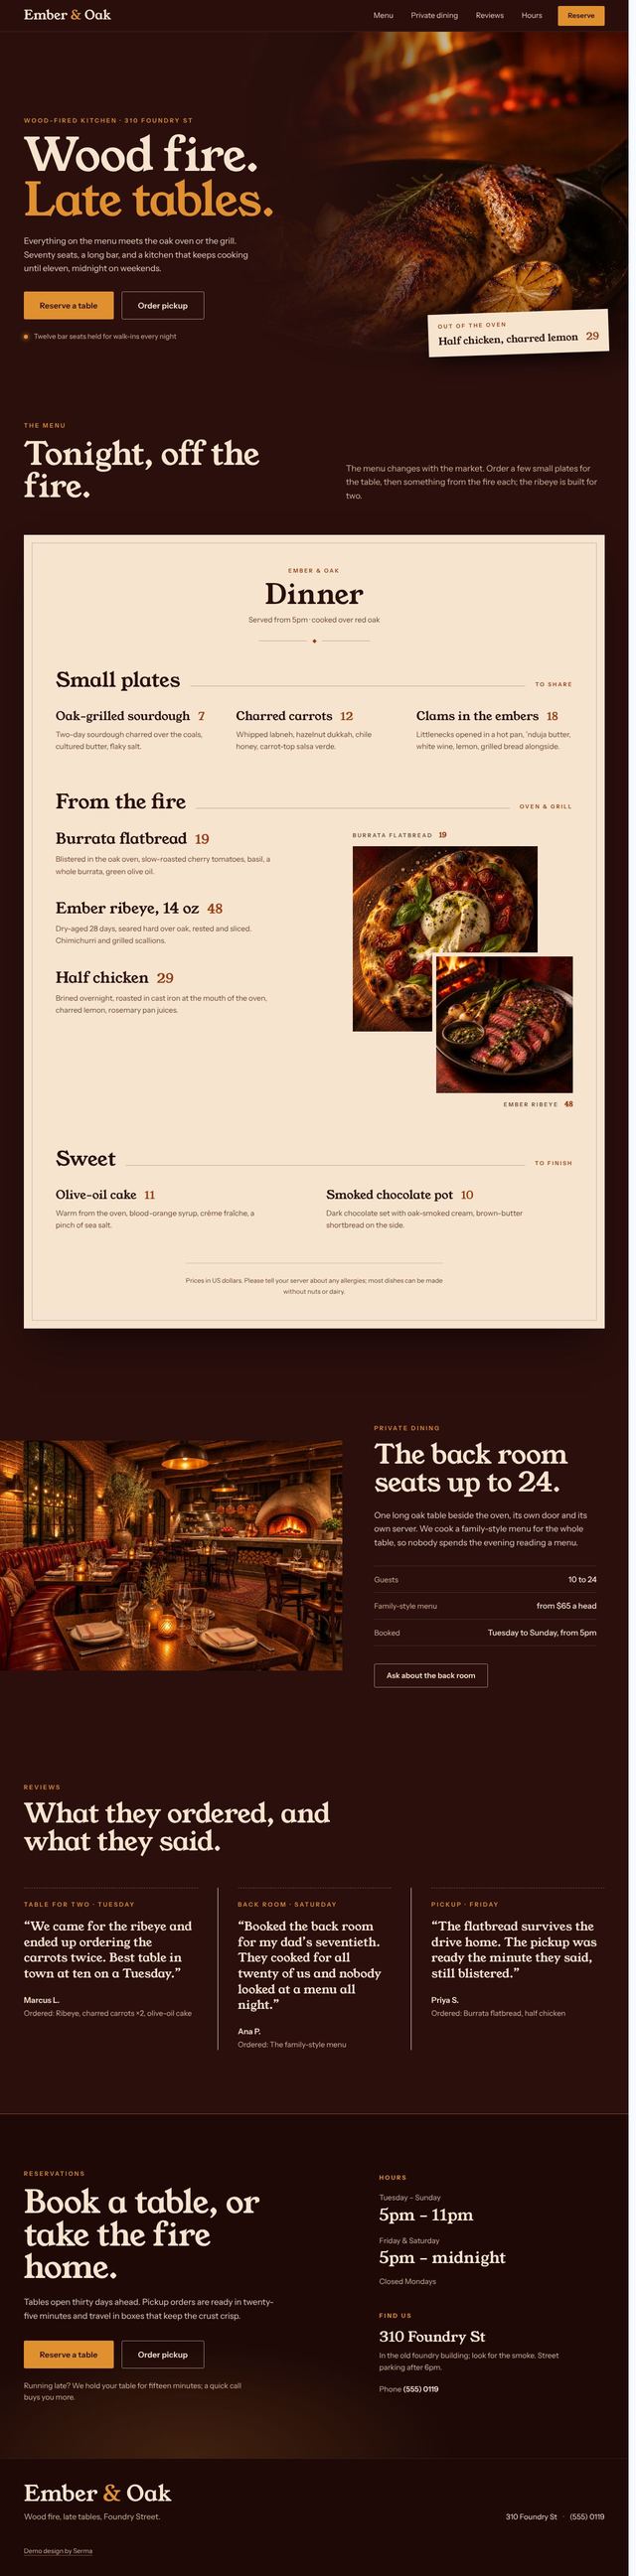 Ember & Oak
Menu
Private dining
Reviews
Hours
Reserve
WOOD-FIRED KITCHEN · 310 FOUNDRY ST
Wood fire.
Late tables.
Everything on the menu meets the oak oven or the grill.
Seventy seats, a long bar, and a kitchen that keeps cooking
until eleven, midnight on weekends.
Reserve a table
Order pickup
Twelve bar seats held for walk-ins every night
OUT OF THE OVEN
Half chicken, charred lemon 29
THE MENU
Tonight, off the
fire.
The menu changes with the market. Order a few small plates for
the table, then something from the fire each; the ribeye is built for
two.
EMBER & OAK
Dinner
Served from 5pm · cooked over red oak
Small plates
TO SHARE
Oak-grilled sourdough 7
Two-day sourdough charred over the coals,
cultured butter, flaky salt.
Charred carrots 12
Whipped labneh, hazelnut dukkah, chile
honey, carrot-top salsa verde.
Clams in the embers 18
Littlenecks opened in a hot pan, 'nduja butter,
white wine, lemon, grilled bread alongside.
From the fire
OVEN & GRILL
Burrata flatbread 19
Blistered in the oak oven, slow-roasted cherry tomatoes, basil, a
whole burrata, green olive oil.
Ember ribeye, 14 oz 48
Dry-aged 28 days, seared hard over oak, rested and sliced.
Chimichurri and grilled scallions.
Half chicken 29
Brined overnight, roasted in cast iron at the mouth of the oven,
charred lemon, rosemary pan juices.
BURRATA FLATBREAD 19
EMBER RIBEYE 48
Sweet
TO FINISH
Olive-oil cake 11
Warm from the oven, blood-orange syrup, crème fraîche, a
pinch of sea salt.
Smoked chocolate pot 10
Dark chocolate set with oak-smoked cream, brown-butter
shortbread on the side.
Prices in US dollars. Please tell your server about any allergies; most dishes can be made
without nuts or dairy.
PRIVATE DINING
The back room
seats up to 24.
One long oak table beside the oven, its own door and its
own server. We cook a family-style menu for the whole
table, so nobody spends the evening reading a menu.
Guests
10 to 24
Family-style menu
from $65 a head
Booked
Tuesday to Sunday, from 5pm
Ask about the back room
REVIEWS
What they ordered, and
what they said.
TABLE FOR TWO · TUESDAY
“We came for the ribeye and
ended up ordering the
carrots twice. Best table in
town at ten on a Tuesday.”
Marcus L.
Ordered: Ribeye, charred carrots ×2, olive-oil cake
BACK ROOM · SATURDAY
“Booked the back room
for my dad’s seventieth.
They cooked for all
twenty of us and nobody
looked at a menu all
night.”
Ana P.
Ordered: The family-style menu
PICKUP · FRIDAY
“The flatbread survives the
drive home. The pickup was
ready the minute they said,
still blistered.”
Priya S.
Ordered: Burrata flatbread, half chicken
RESERVATIONS
Book a table, or
take the fire
home.
Tables open thirty days ahead. Pickup orders are ready in twenty-
five minutes and travel in boxes that keep the crust crisp.
Reserve a table
Order pickup
Running late? We hold your table for fifteen minutes; a quick call
buys you more.
HOURS
Tuesday – Sunday
5pm – 11pm
Friday & Saturday
5pm – midnight
Closed Mondays
FIND US
310 Foundry St
In the old foundry building; look for the smoke. Street
parking after 6pm.
Phone (555) 0119
Ember & Oak
Wood fire, late tables, Foundry Street.
310 Foundry St · (555) 0119
Demo design by Serma